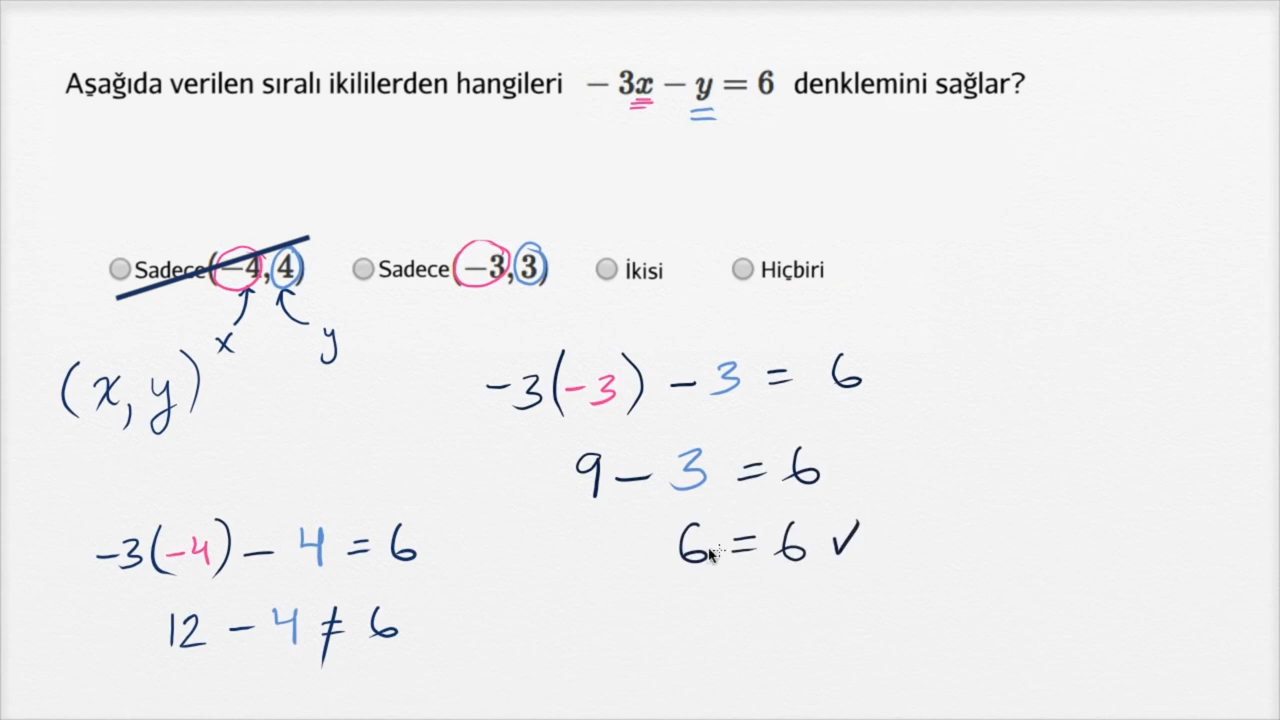 Aşağıda verilen sıralı ikililerden hangileri − 3x − y = 6 denklemini sağlar?
Sadece (−4, 4) Sadece (−3, 3) İkisi Hiçbiri
x y
(x, y)
-3(-3) - 3 = 6
9 - 3 = 6
6 = 6 ✓
-3(-4) - 4 = 6
12 - 4 ≠ 6